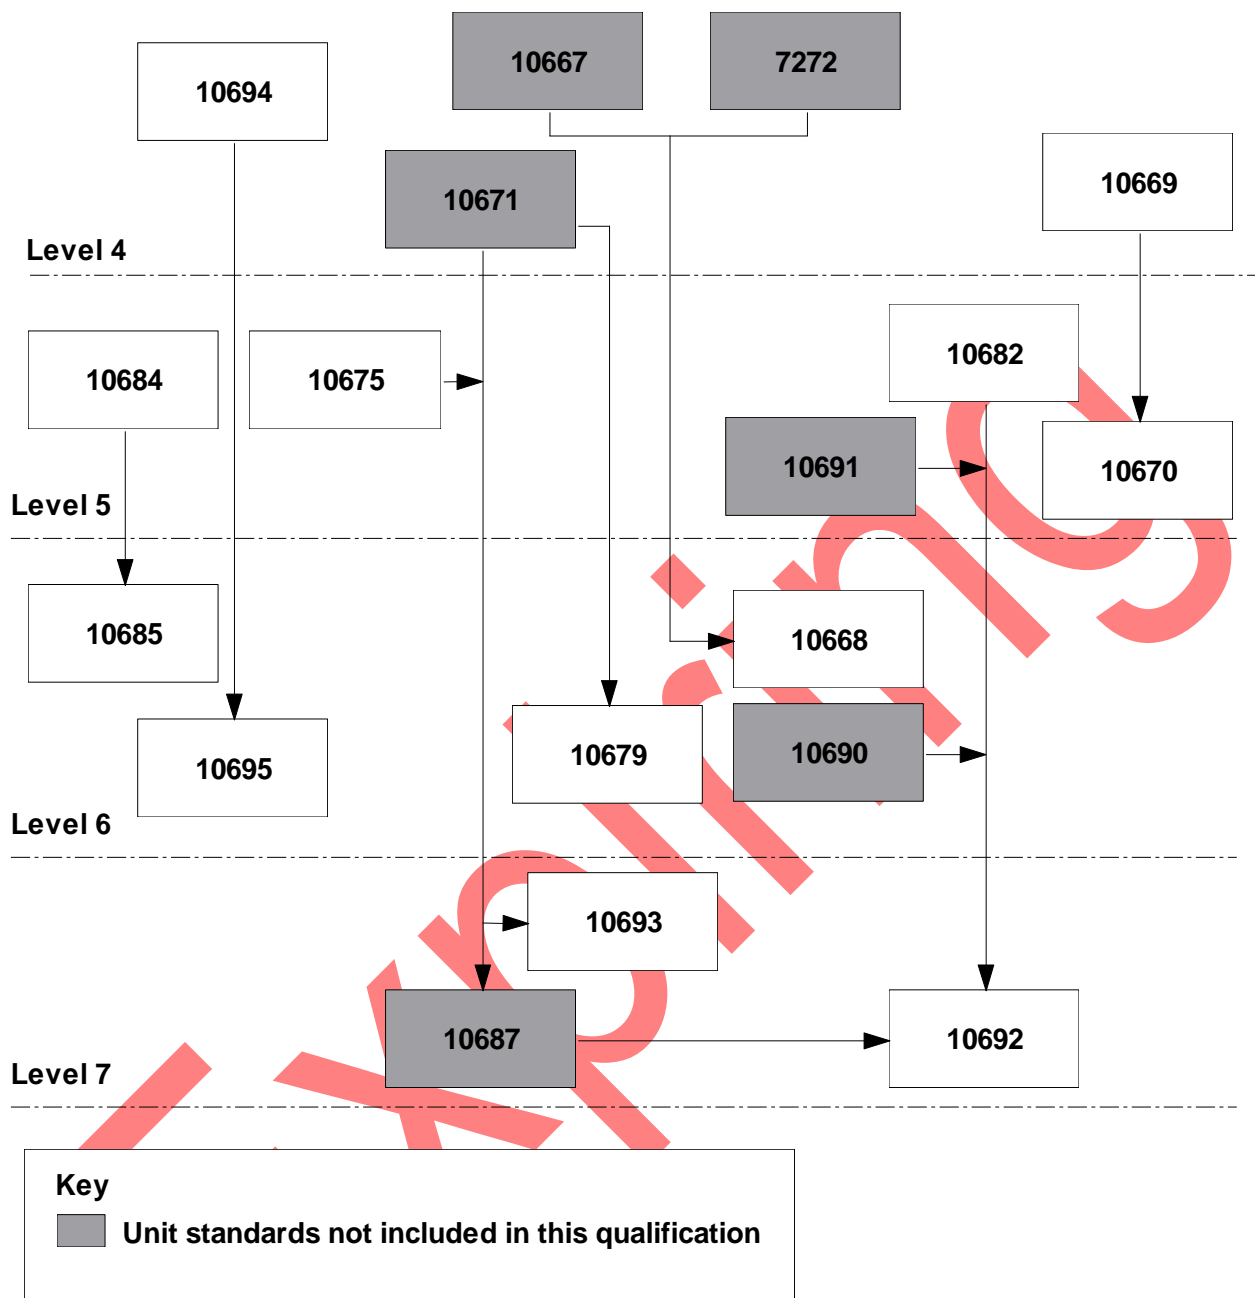 10667
7272
10694
10671
10669
Level 4
10682
10684
10675
10691
10670
Level 5
10685
10668
10679
10690
10695
Level 6
10693
10687
10692
Level 7
Key
Unit standards not included in this qualification
Expiring